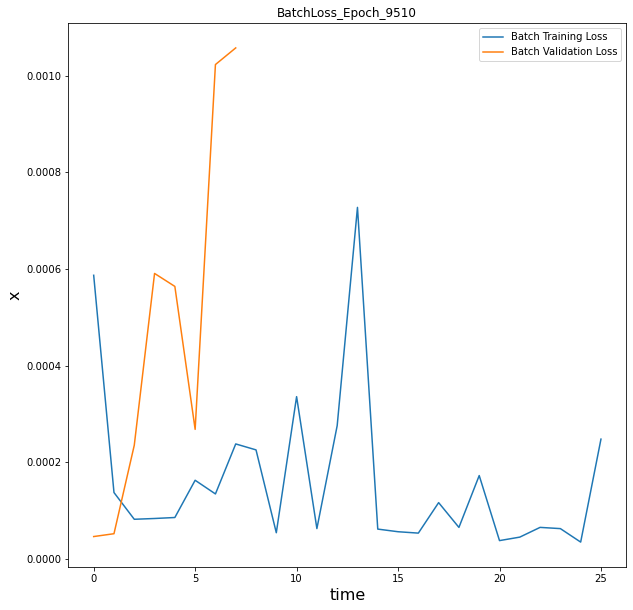 BatchLoss_Epoch_9510
Batch Training Loss
Batch Validation Loss
0.0010
0.0008
0.0006
0.0004
0.0002
0.0000
x
0 5 10 15 20 25
time